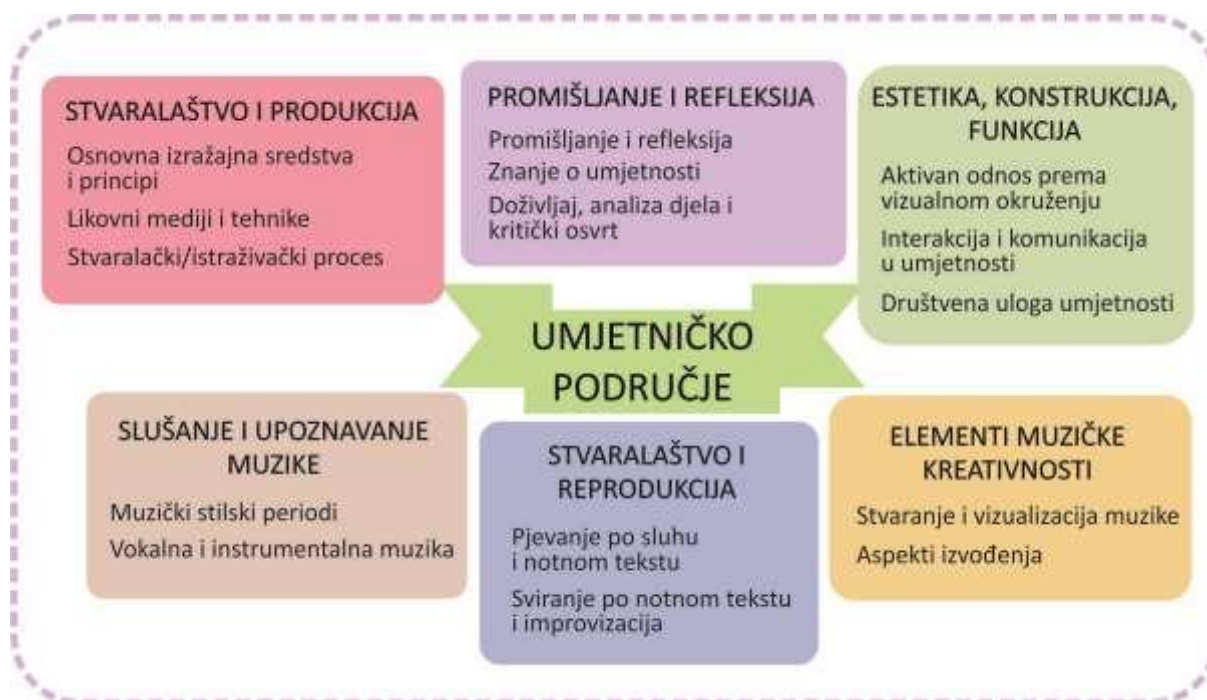 STVARALAŠTVO I PRODUKCIJA
Osnovna izražajna sredstva
i principi
Likovni mediji i tehnike
Stvaralački/istraživački proces
PROMIŠLJANJE I REFLEKSIJA
Promišljanje i refleksija
Znanje o umjetnosti
Doživljaj, analiza djela i
kritički osvrt
ESTETIKA, KONSTRUKCIJA,
FUNKCIJA
Aktivan odnos prema
vizualnom okruženju
Interakcija i komunikacija
u umjetnosti
Društvena uloga umjetnosti
UMJETNIČKO
PODRUČJE
SLUŠANJE I UPOZNAVANJE
MUZIKE
Muzički stilski periodi
Vokalna i instrumentalna muzika
STVARALAŠTVO I
REPRODUKCIJA
Pjevanje po sluhu
i notnom tekstu
Sviranje po notnom tekstu
i improvizacija
ELEMENTI MUZIČKE
KREATIVNOSTI
Stvaranje i vizualizacija muzike
Aspekti izvođenja